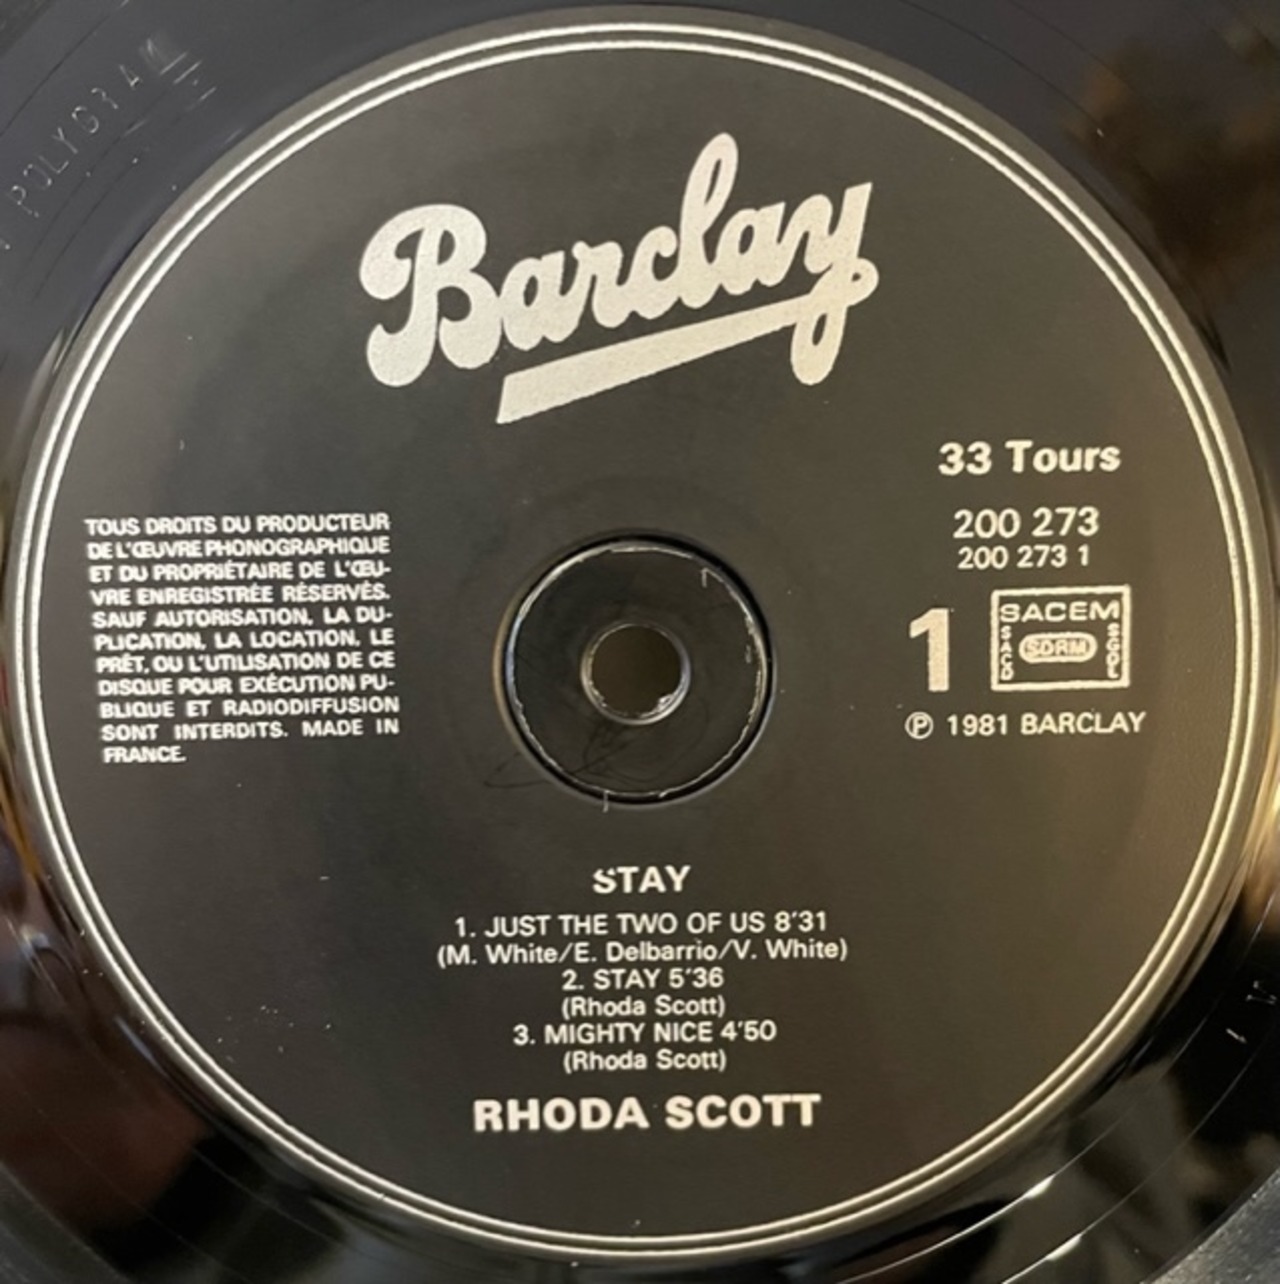 POLYGRAM
Barclay
33 Tours
200 273
200 273 1
1
SACEM
SACD
SDRM
SGDL
℗ 1981 BARCLAY
TOUS DROITS DU PRODUCTEUR
DE L'ŒUVRE PHONOGRAPHIQUE
ET DU PROPRIÉTAIRE DE L'ŒU-
VRE ENREGISTRÉE RÉSERVÉS.
SAUF AUTORISATION, LA DU-
PLICATION, LA LOCATION, LE
PRÊT, OU L'UTILISATION DE CE
DISQUE POUR EXÉCUTION PU-
BLIQUE ET RADIODIFFUSION
SONT INTERDITS. MADE IN
FRANCE.
STAY
1. JUST THE TWO OF US 8'31
(M. White/E. Delbarrio/V. White)
2. STAY 5'36
(Rhoda Scott)
3. MIGHTY NICE 4'50
(Rhoda Scott)
RHODA SCOTT